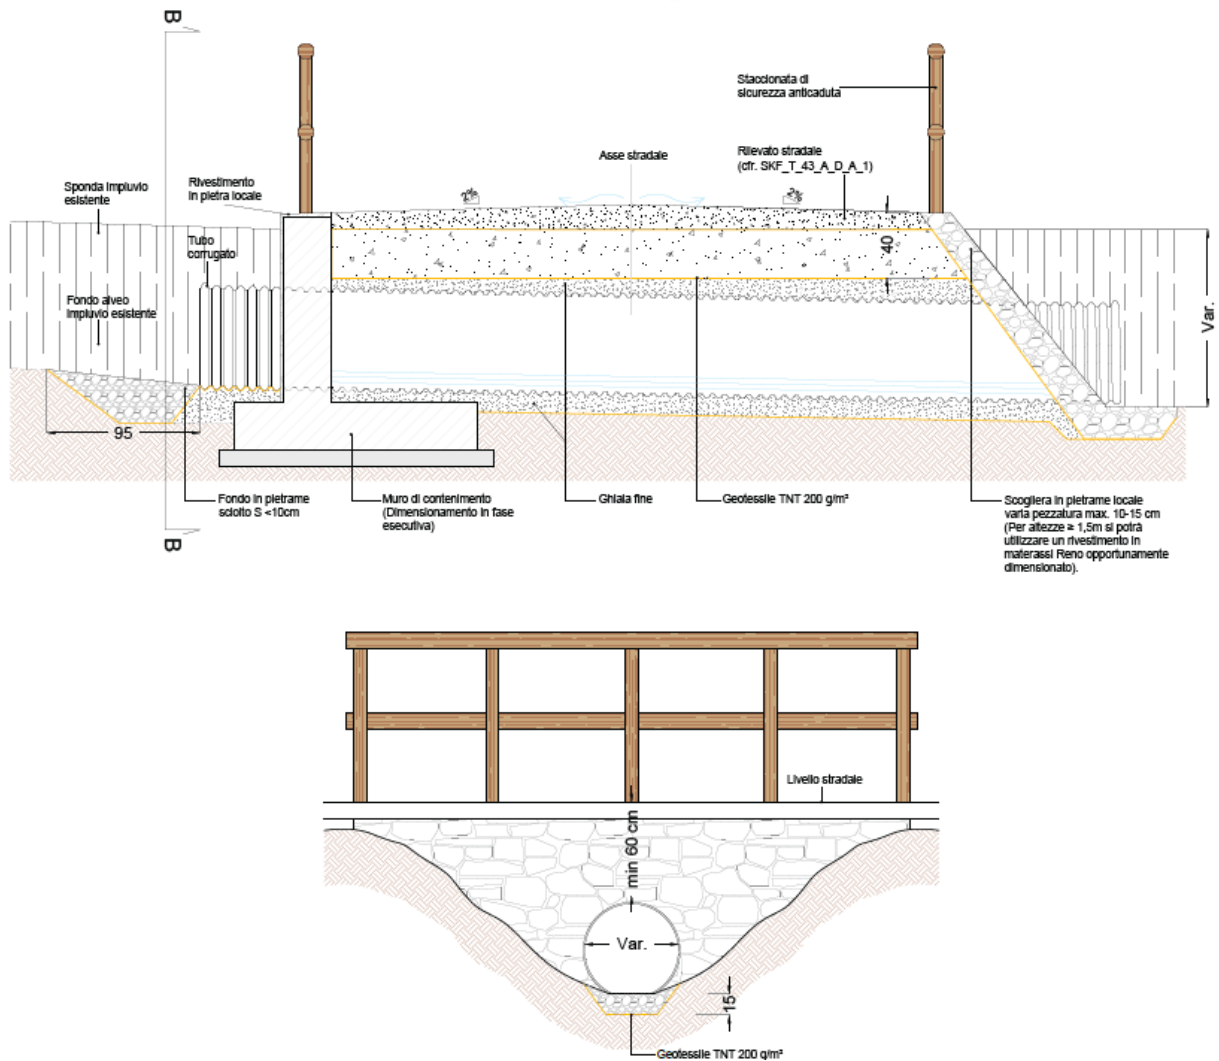 B
Staccionata di
sicurezza anticaduta
Asse stradale
Rilevato stradale
(cfr. SKF_T_43_A_D_A_1)
Sponda impluvio
esistente
Rivestimento
in pietra locale
2%
2%
Tubo
corrugato
40
Fondo alveo
impluvio esistente
Var.
95
Fondo in pietrame
sciolto S <10cm
Muro di contenimento
(Dimensionamento in fase
esecutiva)
Ghiaia fine
Geotessile TNT 200 g/m²
Scogliera in pietrame locale
varia pezzatura max. 10-15 cm
(Per altezze ≥ 1,5m si potrà
utilizzare un rivestimento in
materassi Reno opportunamente
dimensionato).
B
Livello stradale
min 60 cm
Var.
15
Geotessile TNT 200 g/m²